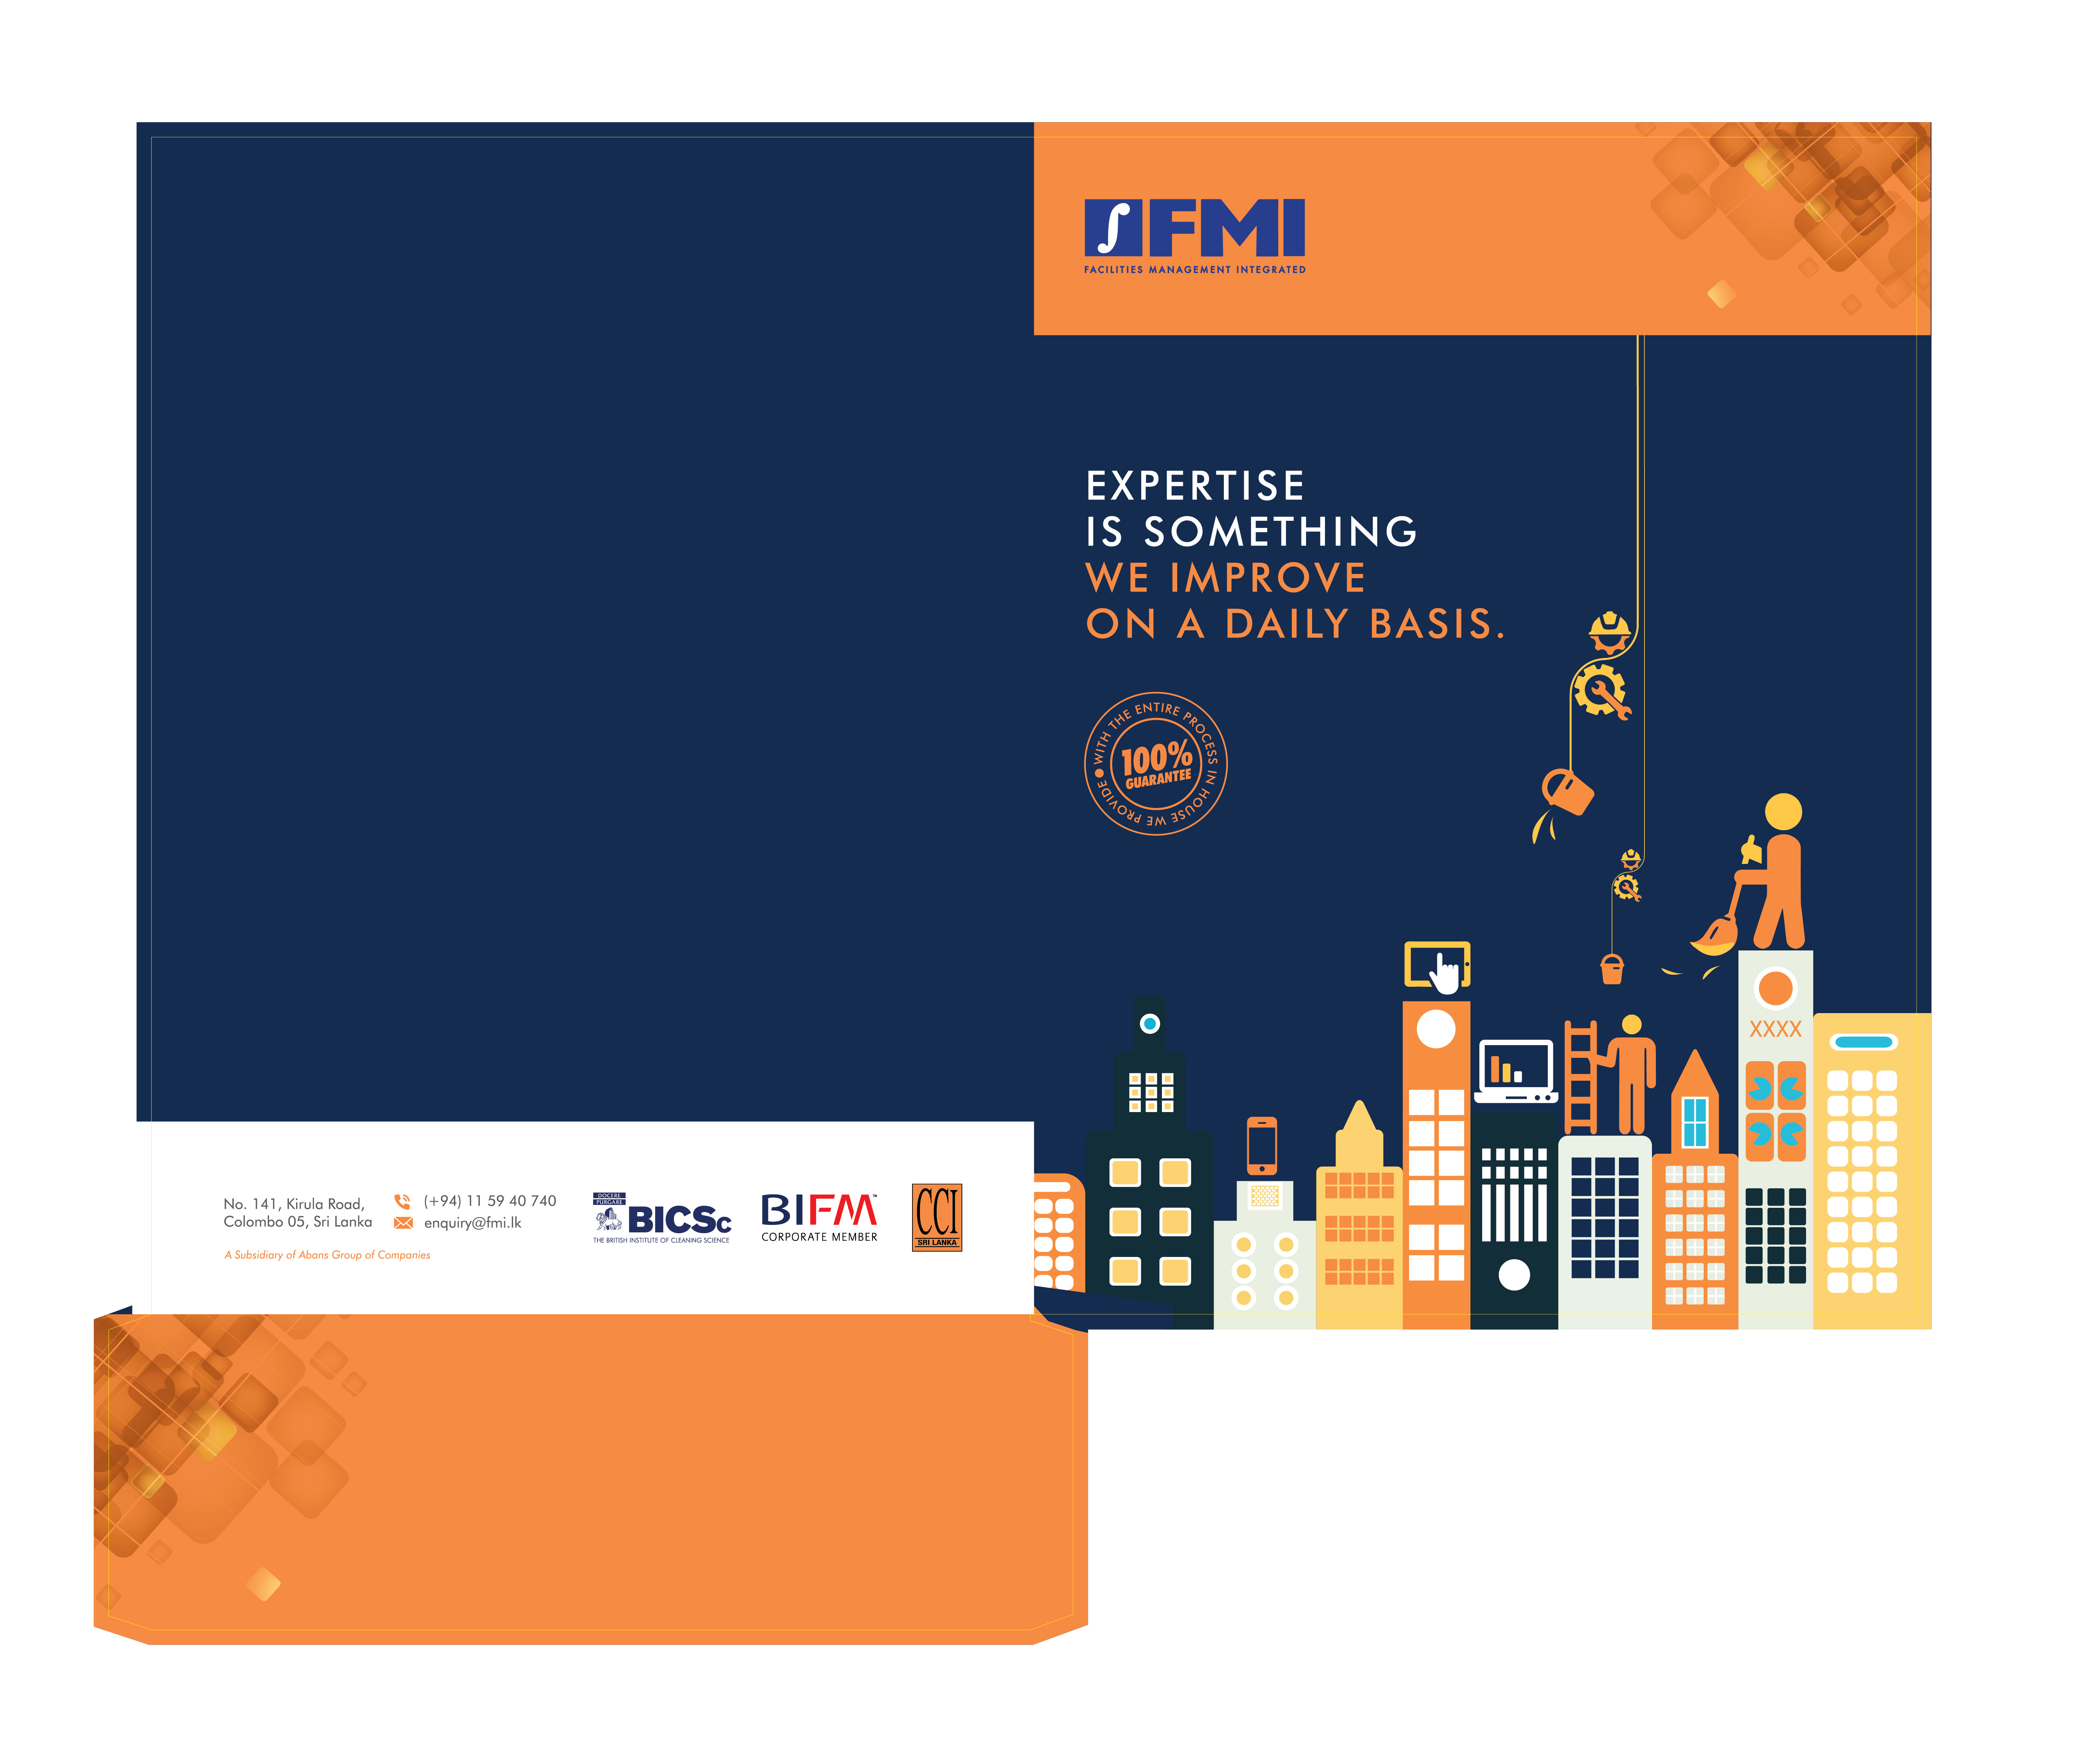 FMI
FACILITIES MANAGEMENT INTEGRATED
EXPERTISE
IS SOMETHING
WE IMPROVE
ON A DAILY BASIS.
WITH THE ENTIRE PROCESS IN HOUSE WE PROVIDE
100%
GUARANTEE
XXXX
No. 141, Kirula Road,
Colombo 05, Sri Lanka
(+94) 11 59 40 740
enquiry@fmi.lk
A Subsidiary of Abans Group of Companies
DOCERE
PURGARE
BICSc
THE BRITISH INSTITUTE OF CLEANING SCIENCE
BIFM™
CORPORATE MEMBER
CCI
SRI LANKA